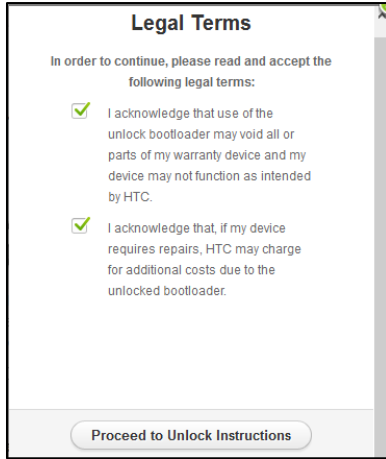 Legal Terms
In order to continue, please read and accept the
following legal terms:
I acknowledge that use of the
unlock bootloader may void all or
parts of my warranty device and my
device may not function as intended
by HTC.
I acknowledge that, if my device
requires repairs, HTC may charge
for additional costs due to the
unlocked bootloader.
Proceed to Unlock Instructions